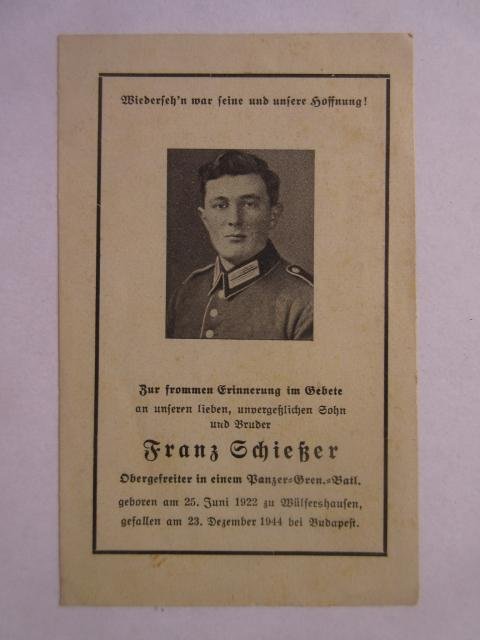 Wiederseh'n war seine und unsere Hoffnung!
Zur frommen Erinnerung im Gebete
an unseren lieben, unvergeßlichen Sohn
und Bruder
Franz Schießer
Obergefreiter in einem Panzer=Gren.=Batl.
geboren am 25. Juni 1922 zu Wülfershausen,
gefallen am 23. Dezember 1944 bei Budapest.